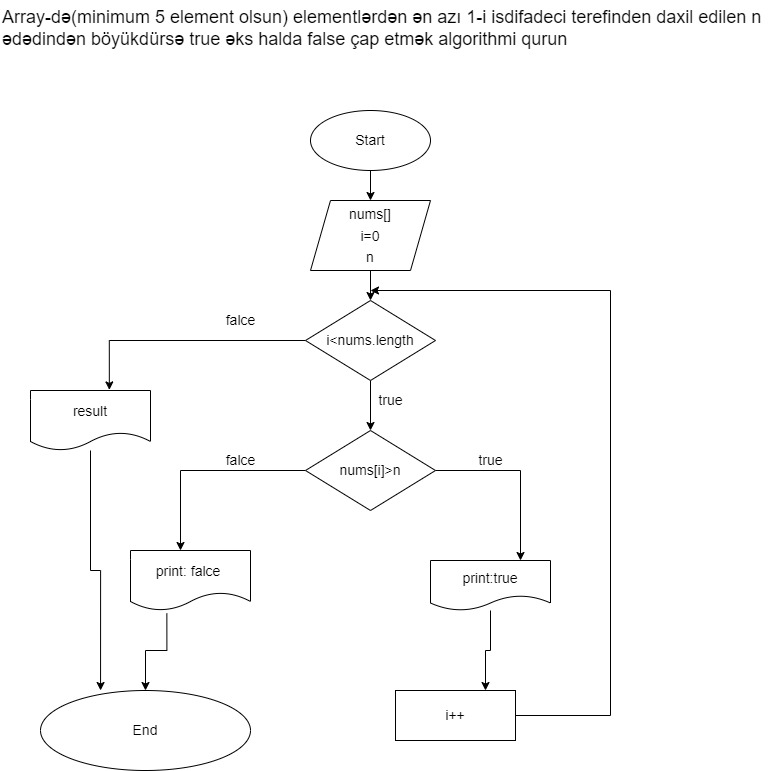 Array-də(minimum 5 element olsun) elementlərdən ən azı 1-i isdifadeci terefinden daxil edilen n
ədədindən böyükdürsə true əks halda false çap etmək algorithmi qurun
Start
nums[]
i=0
n
falce
i<nums.length
result
true
falce
nums[i]>n
true
print: falce
print:true
i++
End